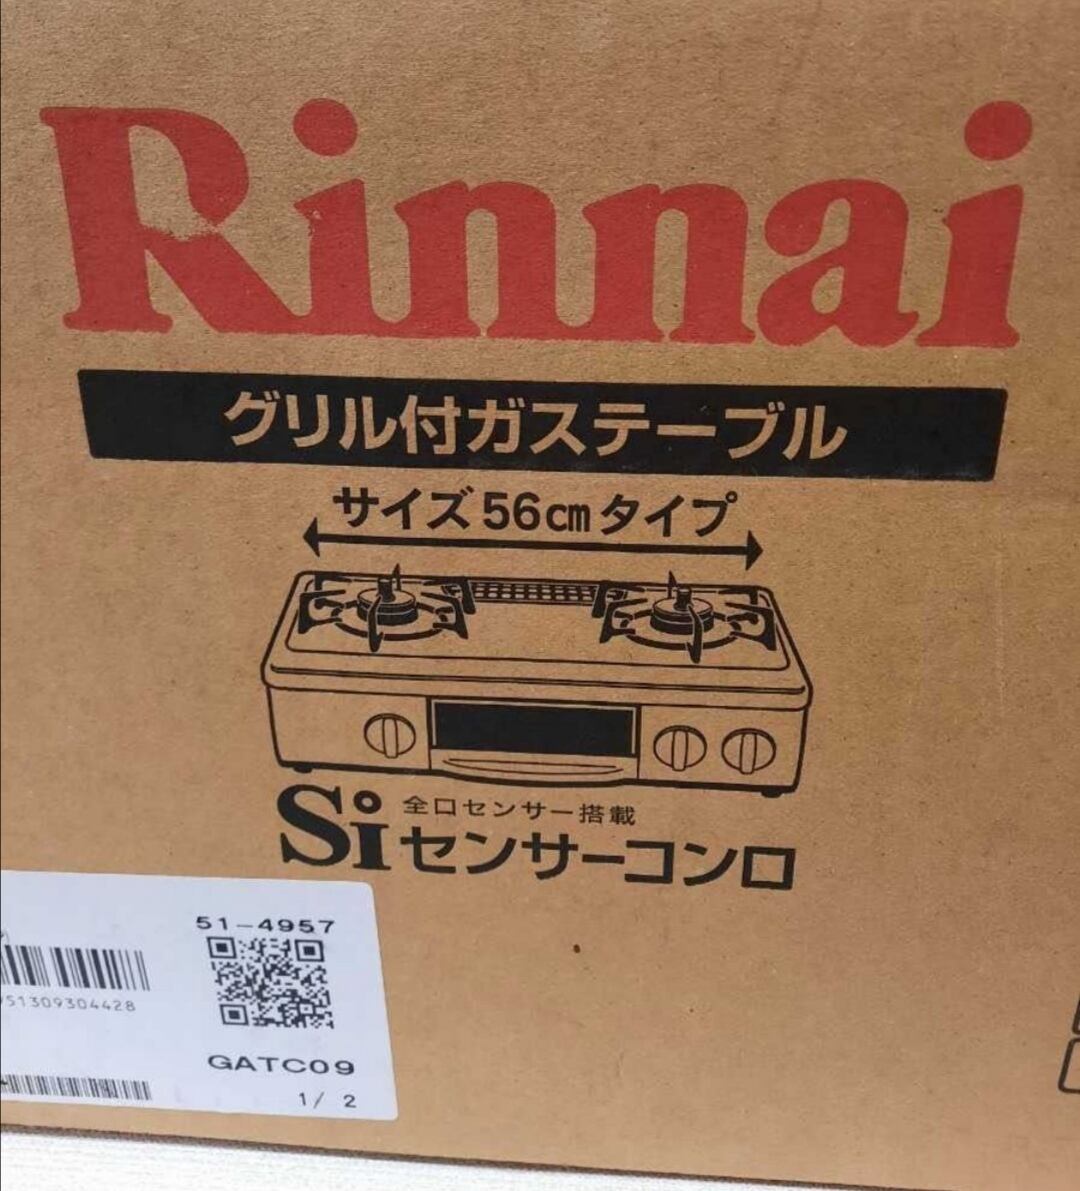 Rinnai
グリル付ガステーブル
サイズ56cmタイプ
Si 全口センサー搭載
センサーコンロ
51-4957
51309304428
GATC09
1/ 2